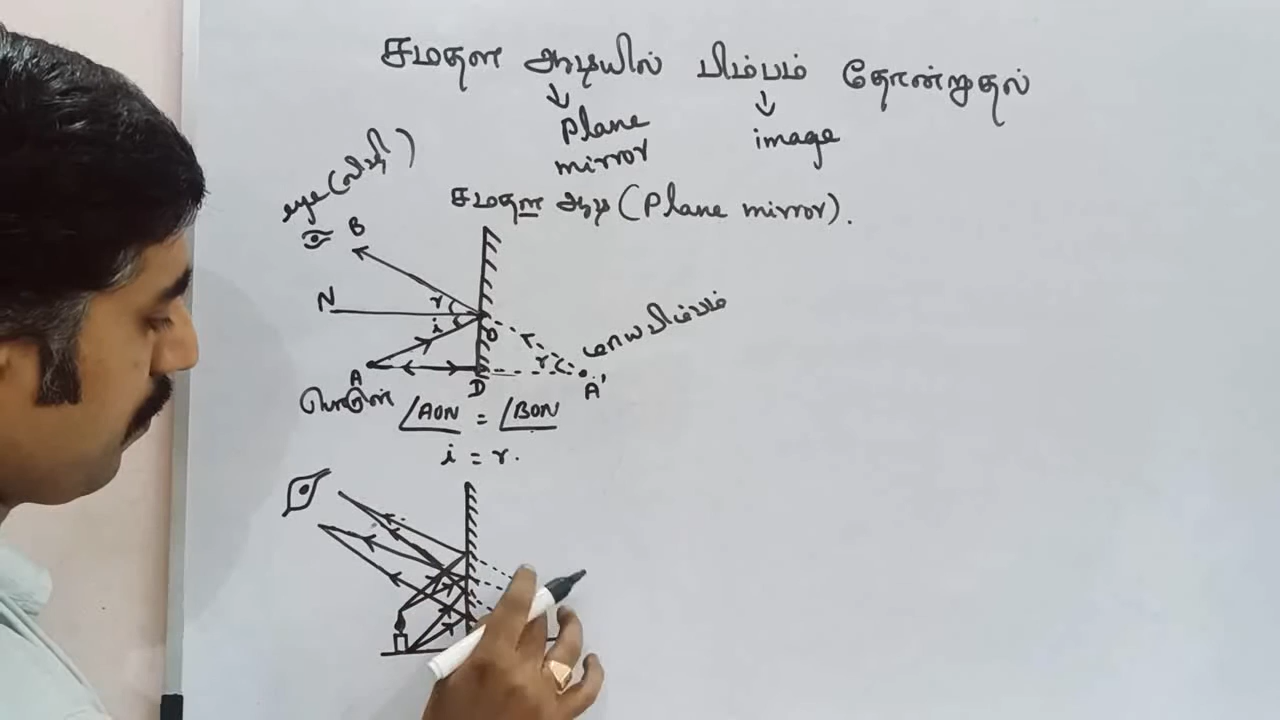 சமதள ஆடியில் பிம்பம் தோன்றுதல்
Plane mirror
image
eye (விழி)
சமதள ஆடி (Plane mirror).
B
N
r
i
O
மாயபிம்பம்
r
A
D
A'
பொருள்
∠AON = ∠BON
i = r.